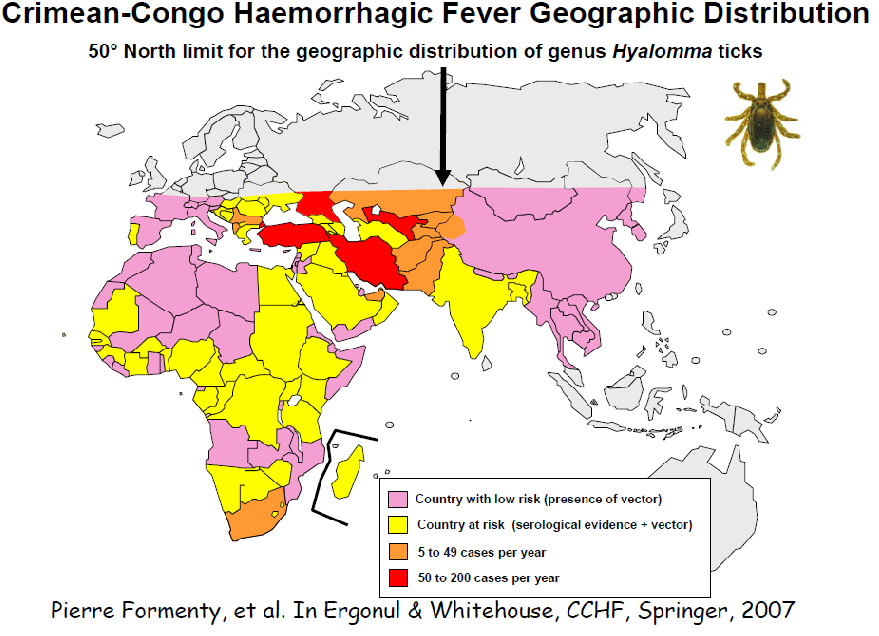 Crimean-Congo Haemorrhagic Fever Geographic Distribution
50° North limit for the geographic distribution of genus Hyalomma ticks
Country with low risk (presence of vector)
Country at risk (serological evidence + vector)
5 to 49 cases per year
50 to 200 cases per year
Pierre Formenty, et al. In Ergonul & Whitehouse, CCHF, Springer, 2007